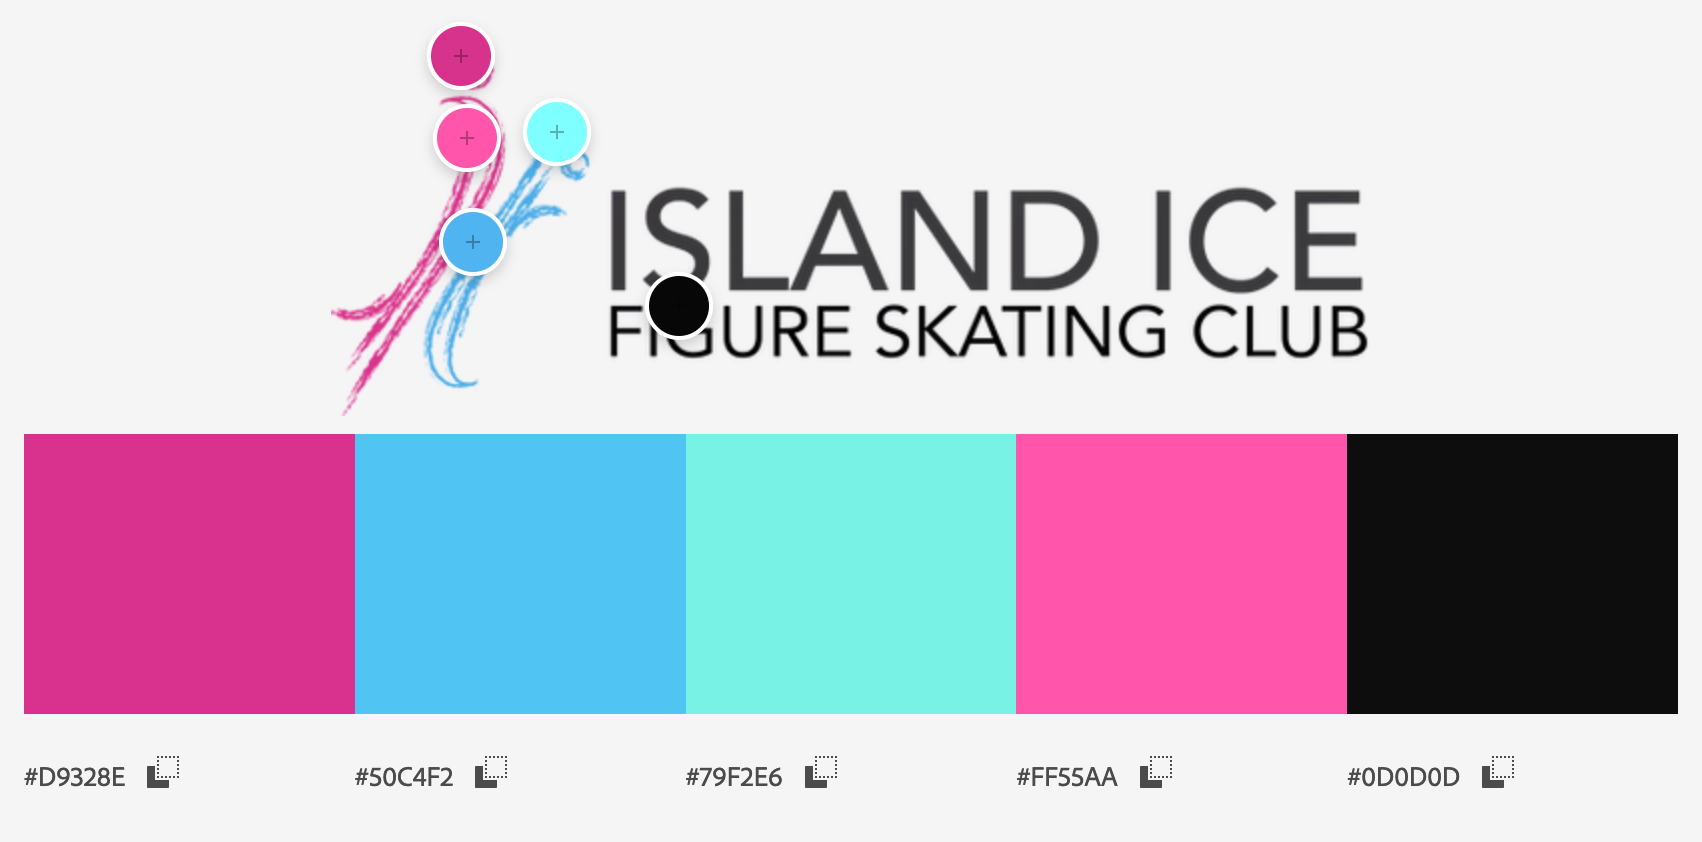 ISLAND ICE
FIGURE SKATING CLUB
#D9328E #50C4F2 #79F2E6 #FF55AA #0D0D0D